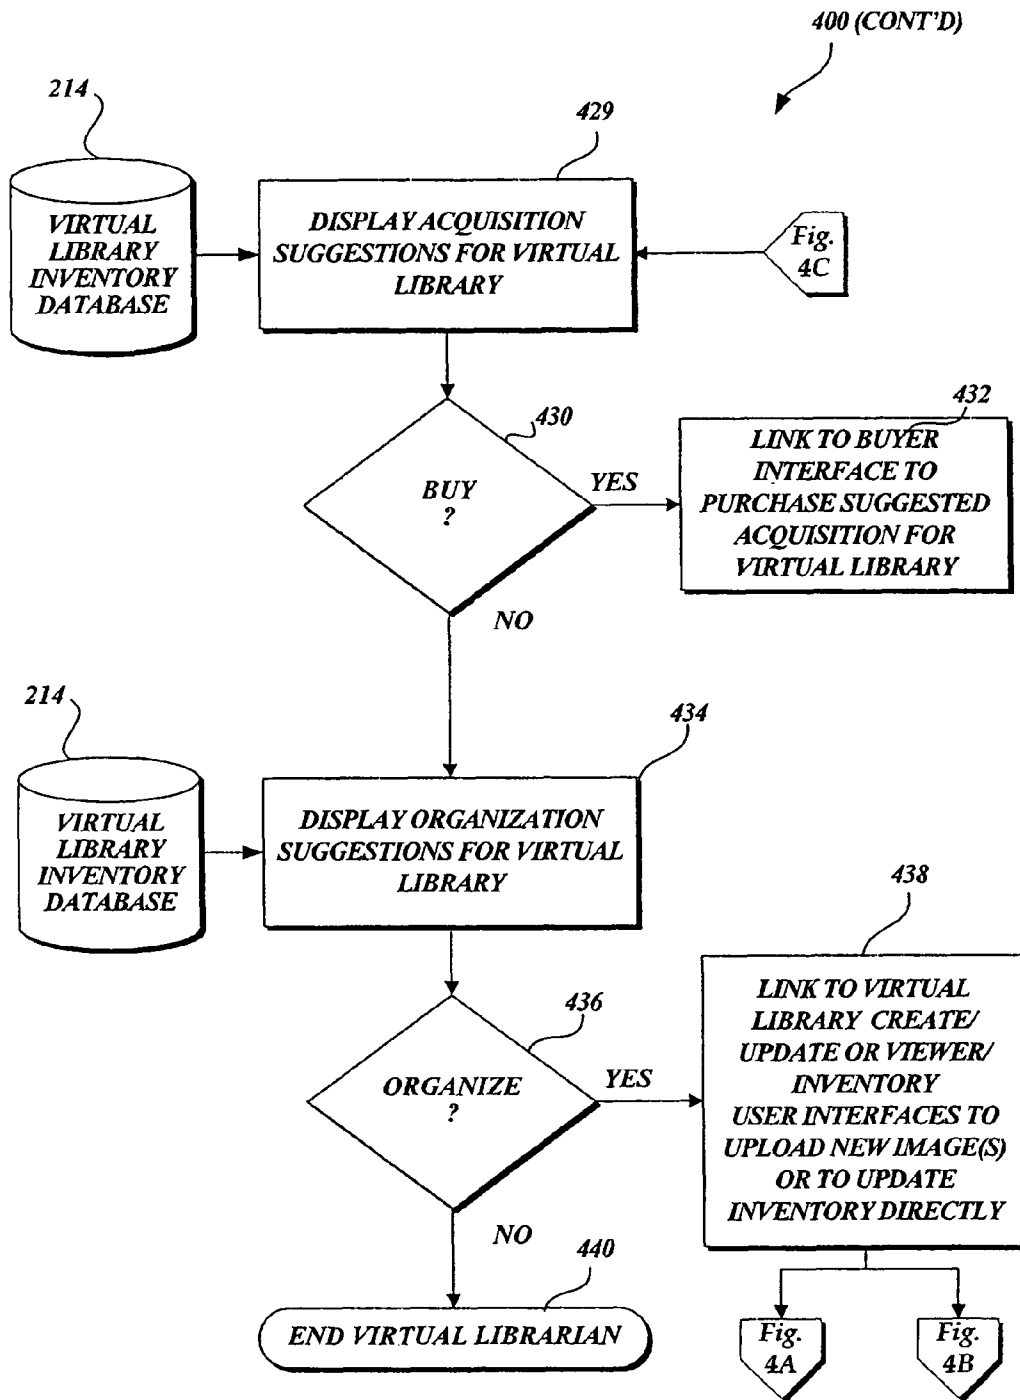 400 (CONT'D)
214
429
VIRTUAL
LIBRARY
INVENTORY
DATABASE
DISPLAY ACQUISITION
SUGGESTIONS FOR VIRTUAL
LIBRARY
Fig.
4C
430
BUY
?
YES
432
LINK TO BUYER
INTERFACE TO
PURCHASE SUGGESTED
ACQUISITION FOR
VIRTUAL LIBRARY
NO
214
434
VIRTUAL
LIBRARY
INVENTORY
DATABASE
DISPLAY ORGANIZATION
SUGGESTIONS FOR VIRTUAL
LIBRARY
436
ORGANIZE
?
YES
438
LINK TO VIRTUAL
LIBRARY CREATE/
UPDATE OR VIEWER/
INVENTORY
USER INTERFACES TO
UPLOAD NEW IMAGE(S)
OR TO UPDATE
INVENTORY DIRECTLY
NO
440
END VIRTUAL LIBRARIAN
Fig.
4A
Fig.
4B